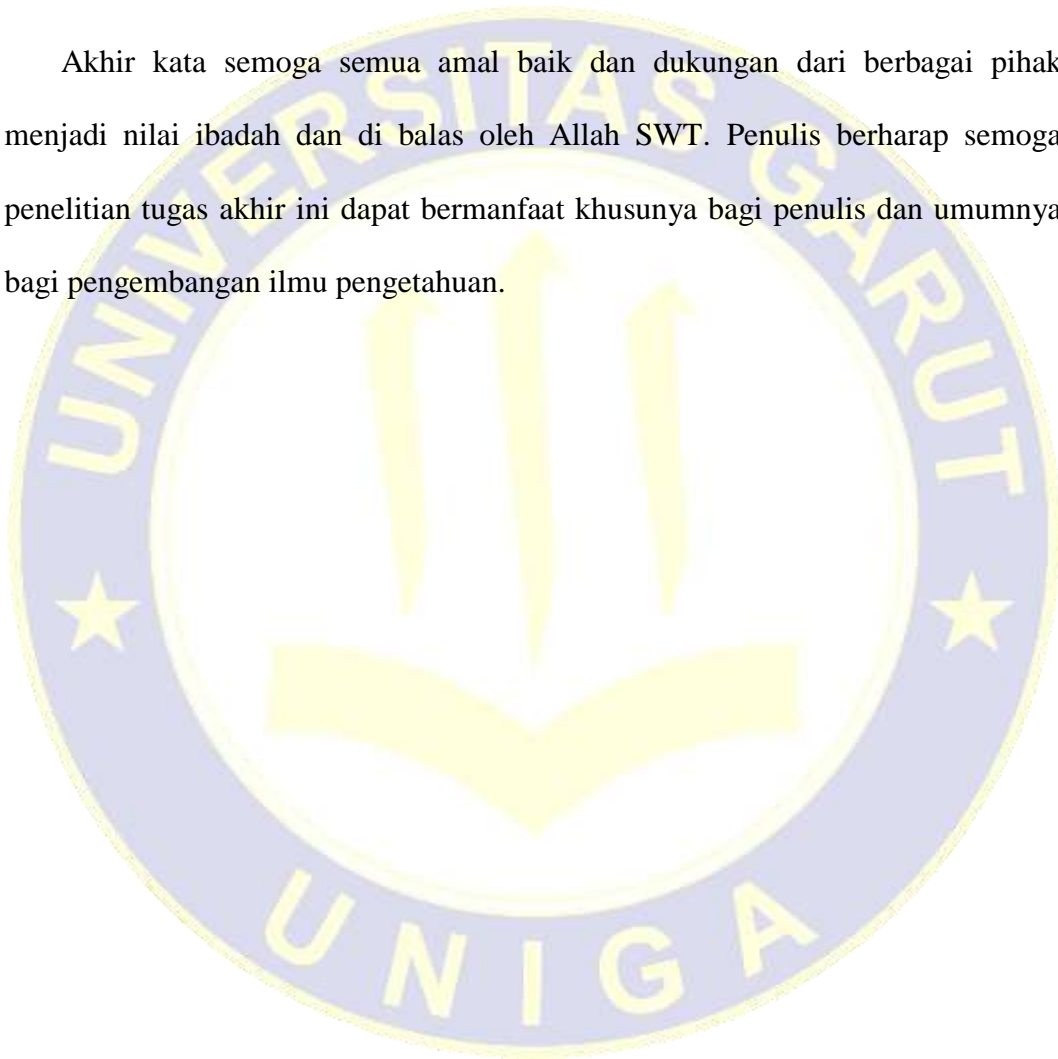 Akhir kata semoga semua amal baik dan dukungan dari berbagai pihak
menjadi nilai ibadah dan di balas oleh Allah SWT. Penulis berharap semoga
penelitian tugas akhir ini dapat bermanfaat khusunya bagi penulis dan umumnya
bagi pengembangan ilmu pengetahuan.
UNIVERSITAS GARUT
UNIGA